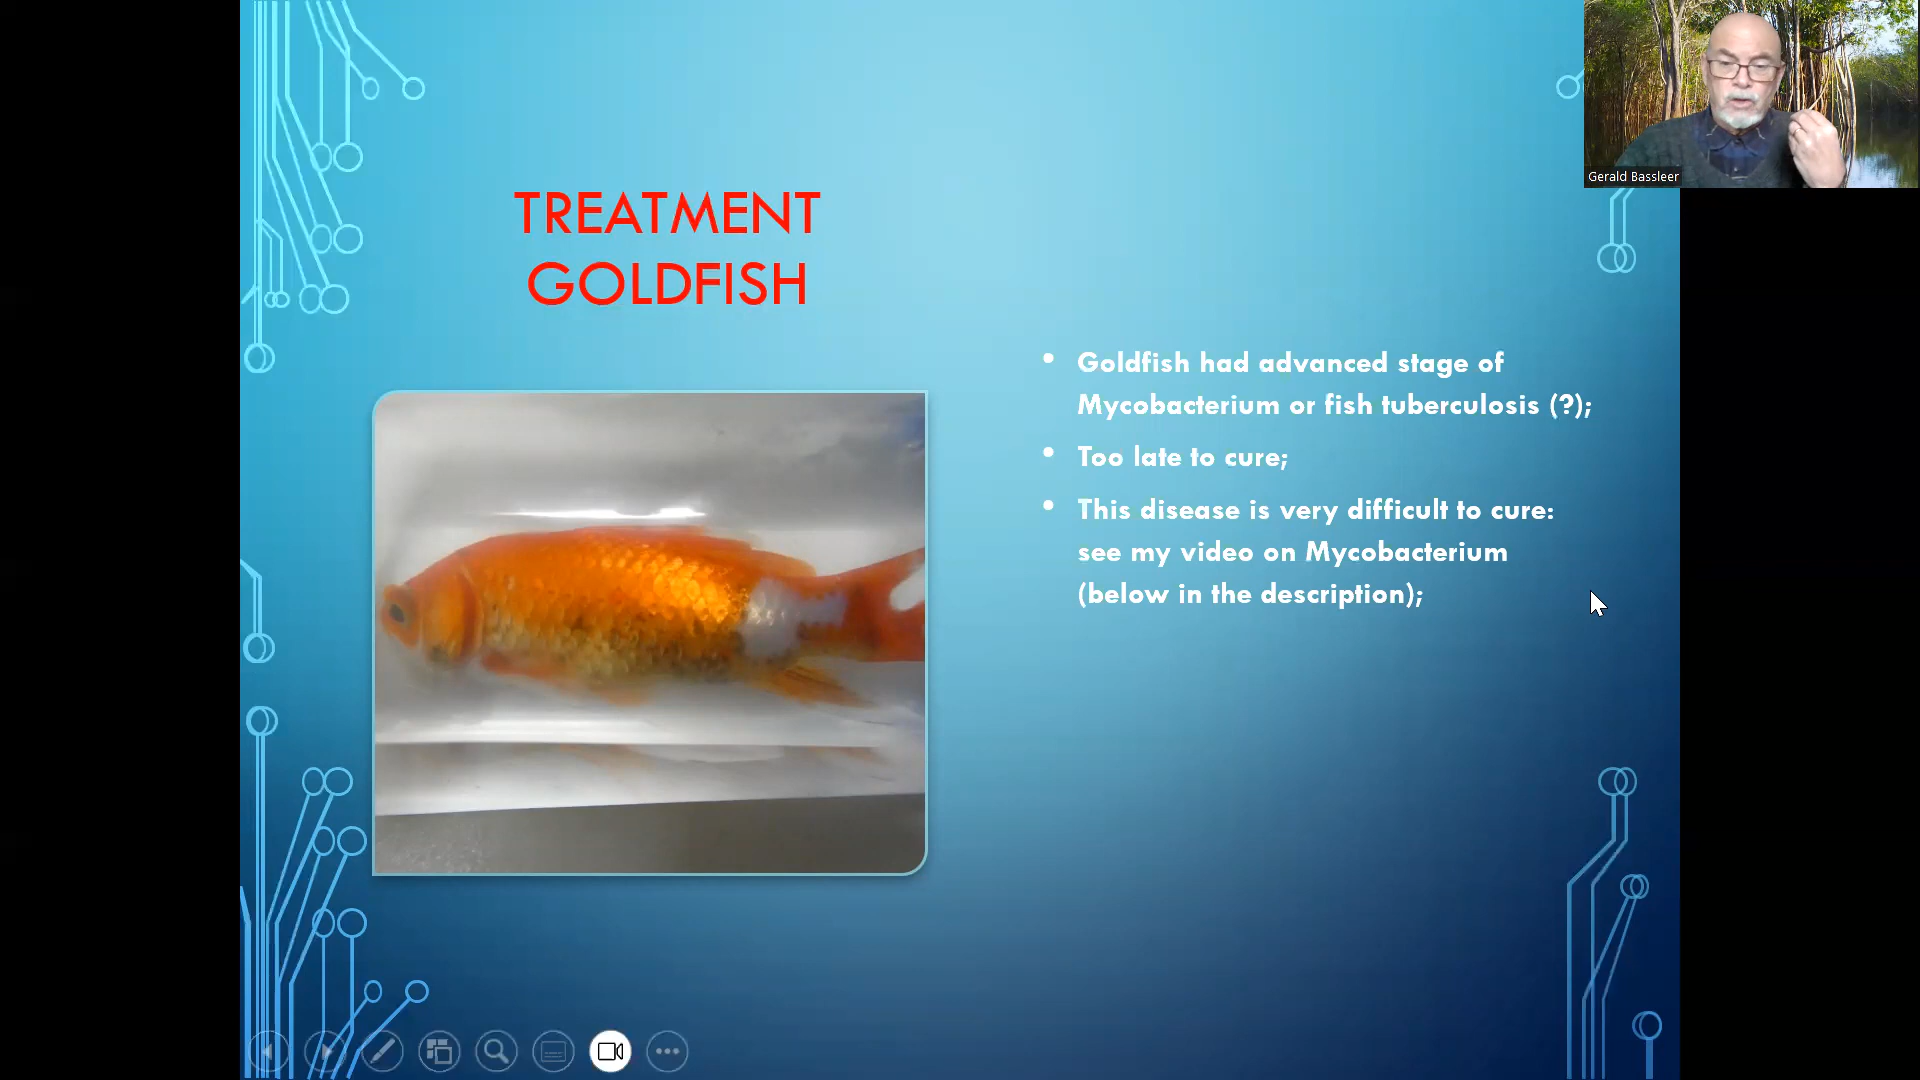 Gerald Bassleer
TREATMENT
GOLDFISH
• Goldfish had advanced stage of
Mycobacterium or fish tuberculosis (?);
• Too late to cure;
• This disease is very difficult to cure:
see my video on Mycobacterium
(below in the description);